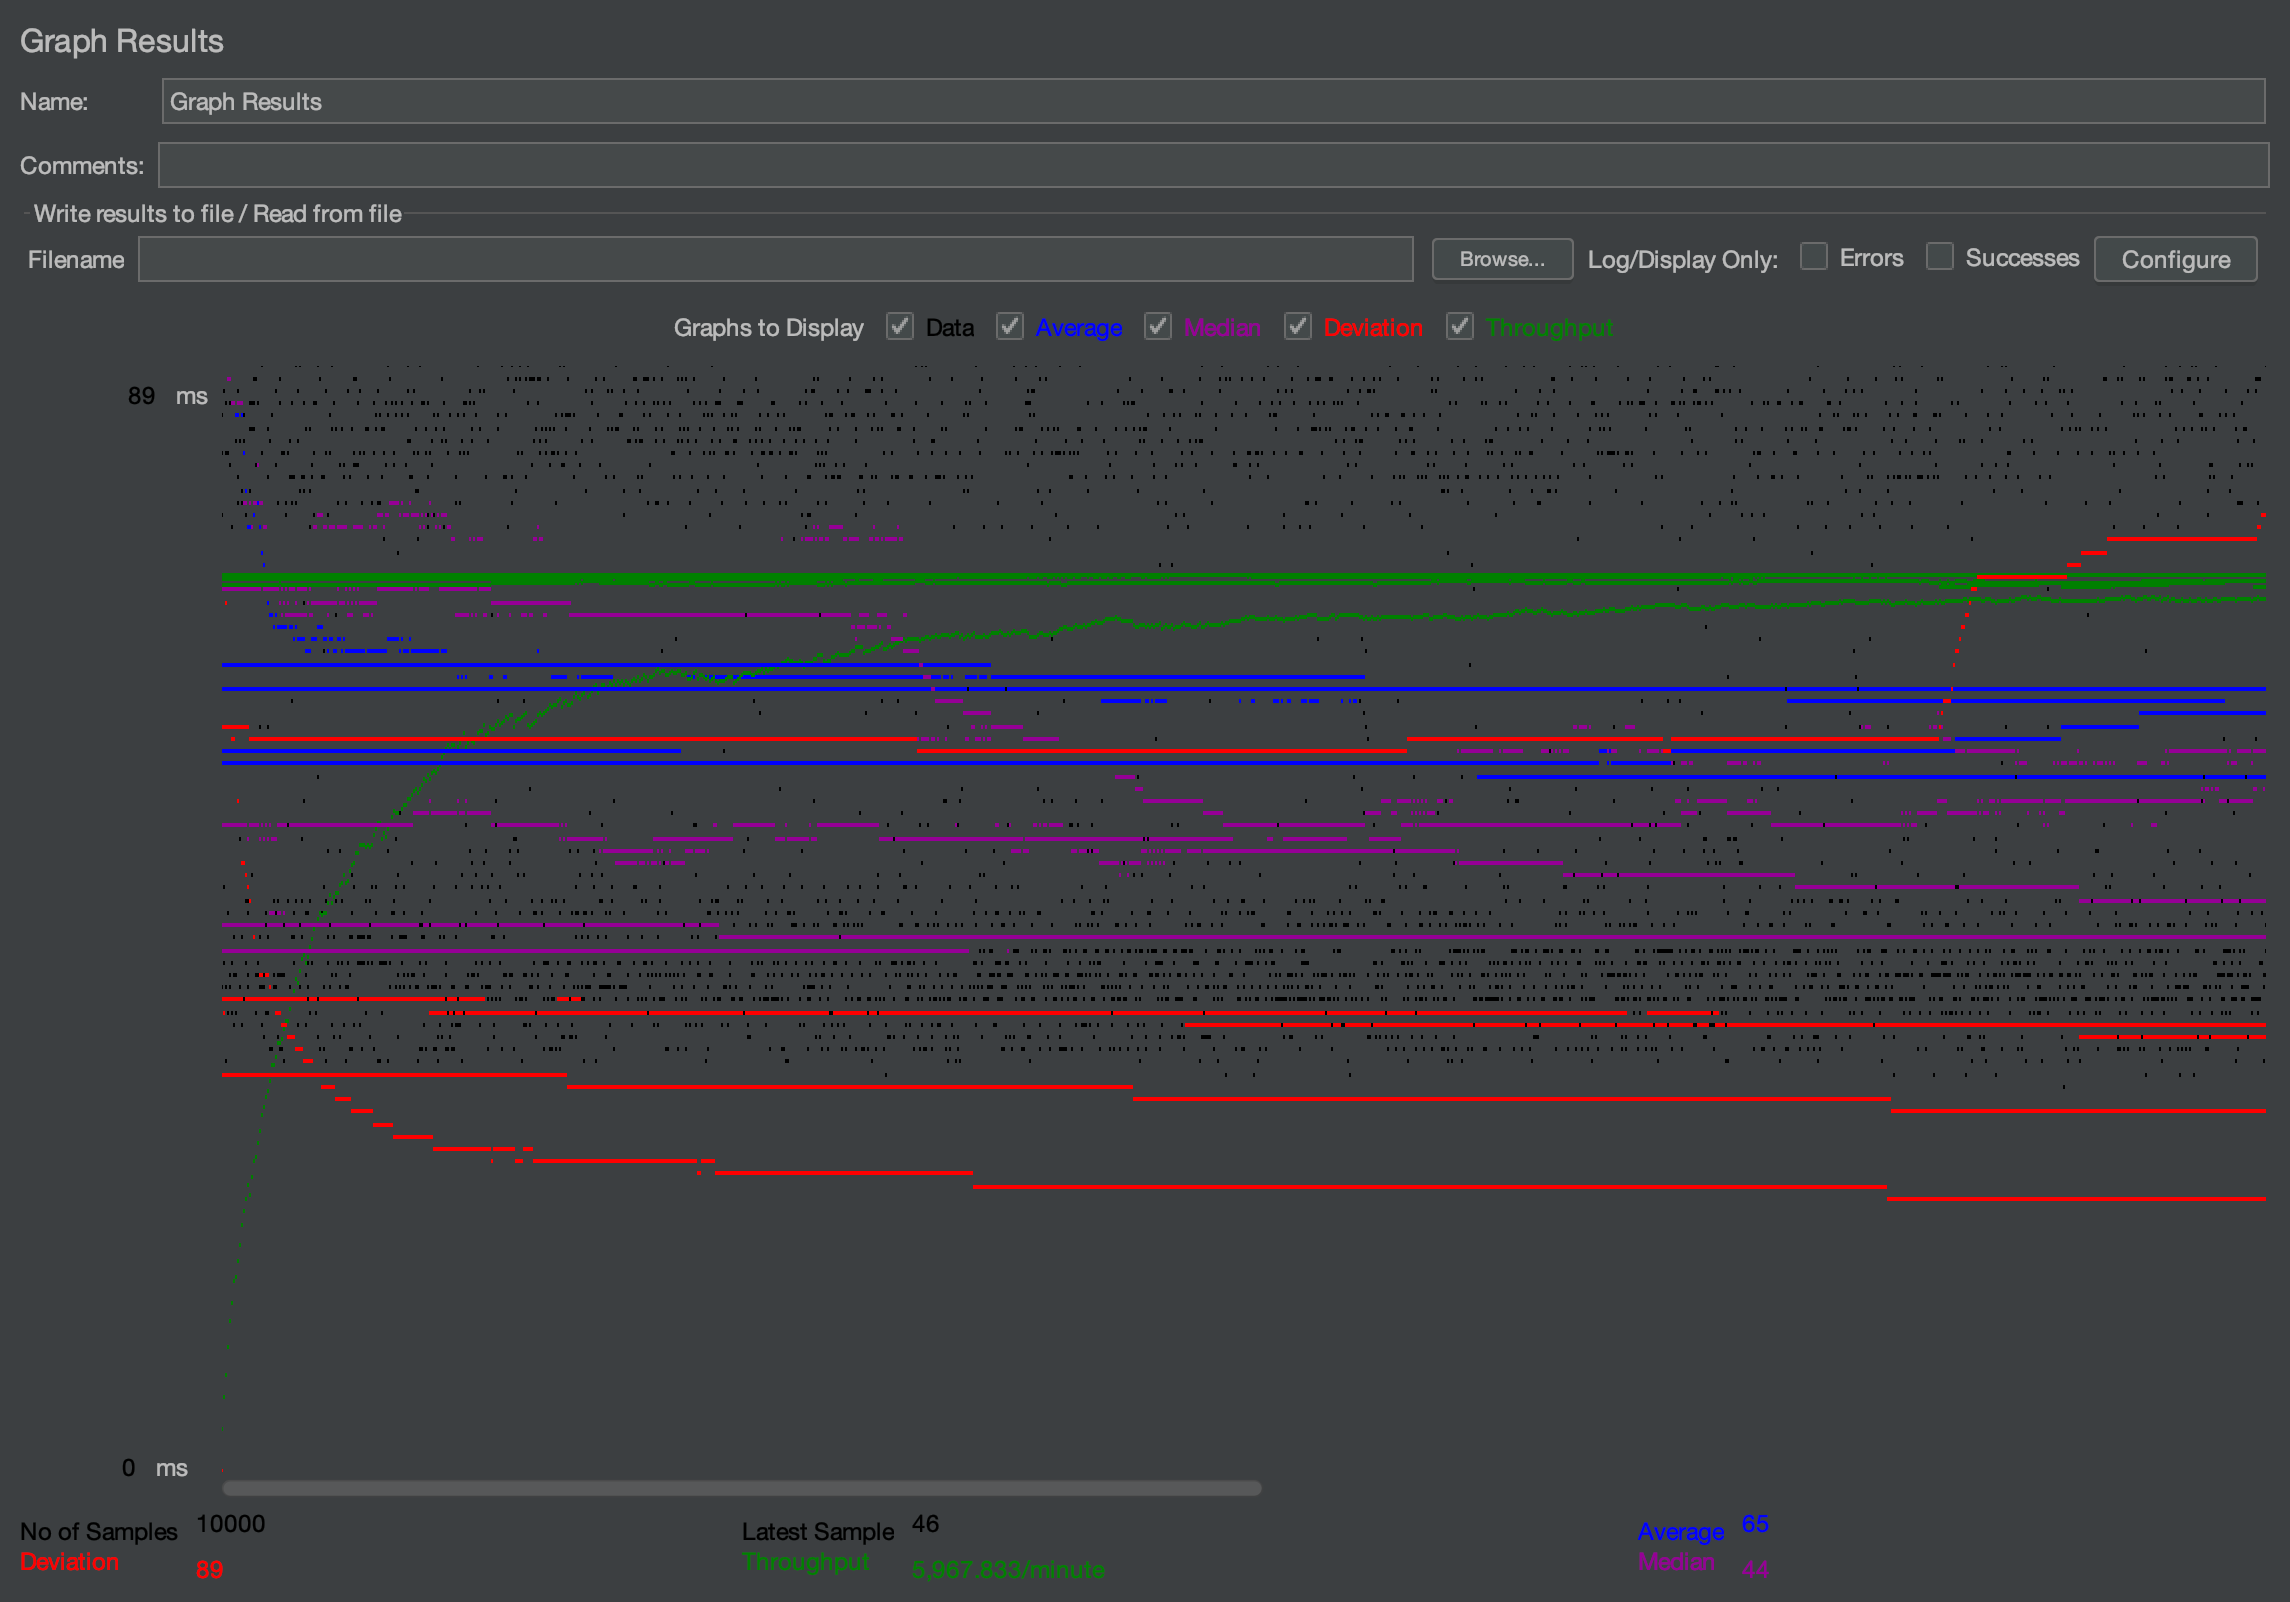 Graph Results
Name: Graph Results
Comments:
Write results to file / Read from file
Filename Browse... Log/Display Only: Errors Successes Configure
Graphs to Display Data Average Median Deviation Throughput
89 ms
0 ms
No of Samples 10000 Latest Sample 46 Average 65
Deviation 89 Throughput 5,967.833/minute Median 44